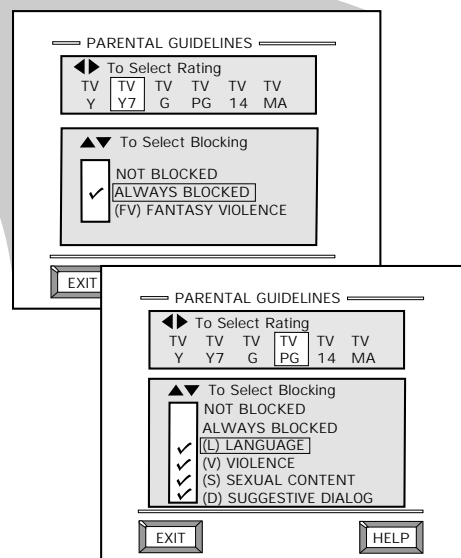 PARENTAL GUIDELINES
To Select Rating
TV TV TV TV TV TV
Y Y7 G PG 14 MA
To Select Blocking
NOT BLOCKED
ALWAYS BLOCKED
(FV) FANTASY VIOLENCE
EXIT
PARENTAL GUIDELINES
To Select Rating
TV TV TV TV TV TV
Y Y7 G PG 14 MA
To Select Blocking
NOT BLOCKED
ALWAYS BLOCKED
(L) LANGUAGE
(V) VIOLENCE
(S) SEXUAL CONTENT
(D) SUGGESTIVE DIALOG
EXIT HELP